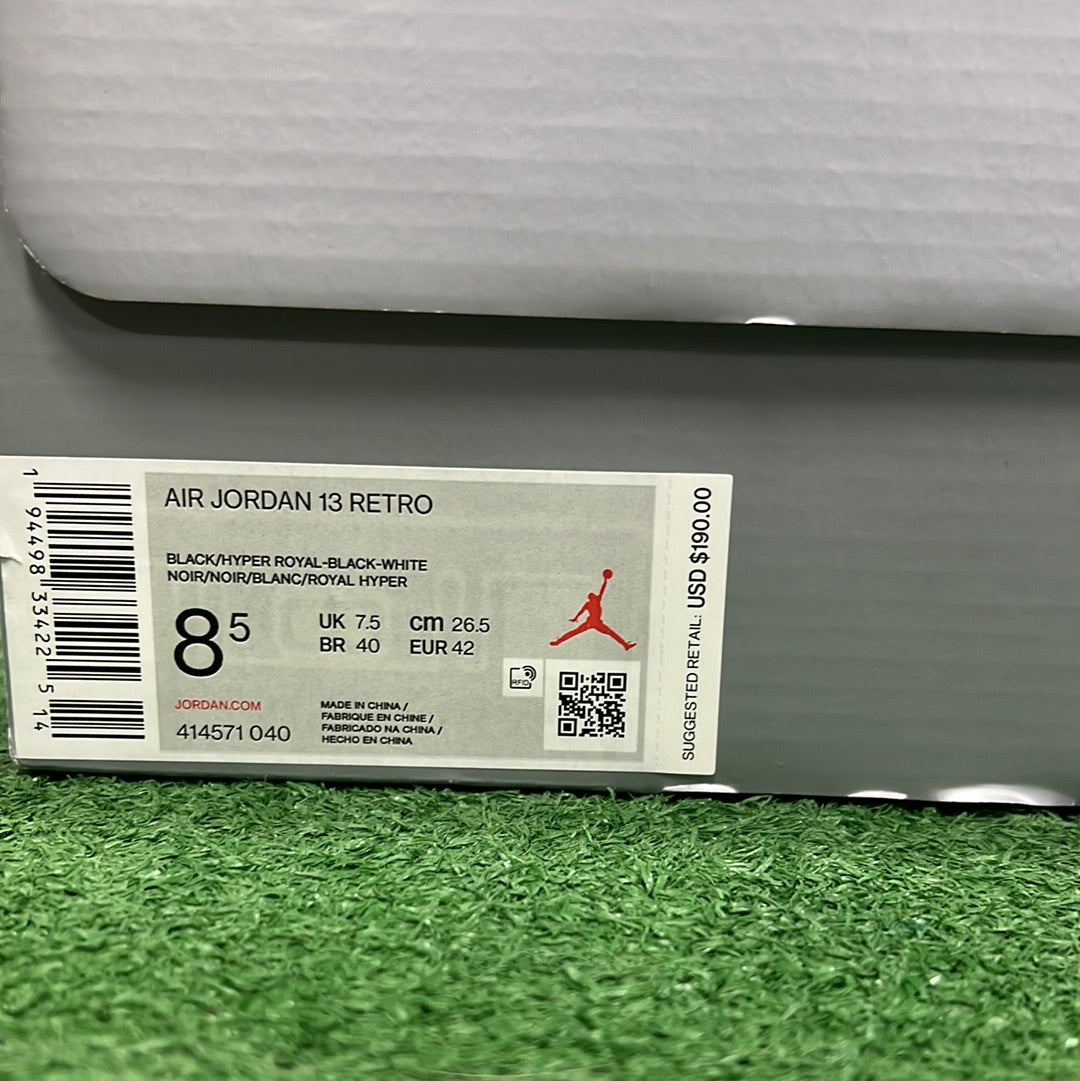 AIR JORDAN 13 RETRO
BLACK/HYPER ROYAL-BLACK-WHITE
NOIR/NOIR/BLANC/ROYAL HYPER
8 5
UK 7.5 cm 26.5
BR 40 EUR 42
RFID
JORDAN.COM
414571 040
MADE IN CHINA /
FABRIQUE EN CHINE /
FABRICADO NA CHINA /
HECHO EN CHINA
1 94498 33422 5 14
SUGGESTED RETAIL: USD $190.00